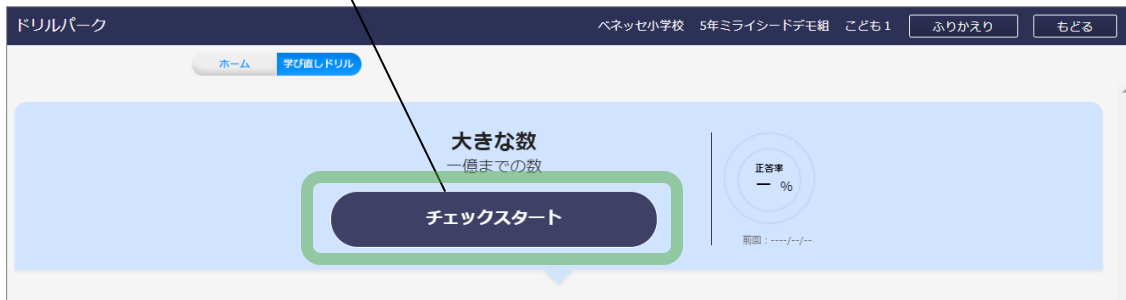 ドリルパーク ベネッセ小学校 5年ミライシードデモ組 こども1 ふりかえり もどる
ホーム 学び直しドリル
大きな数
一億までの数
チェックスタート
正答率
ー %
前回：----/--/--